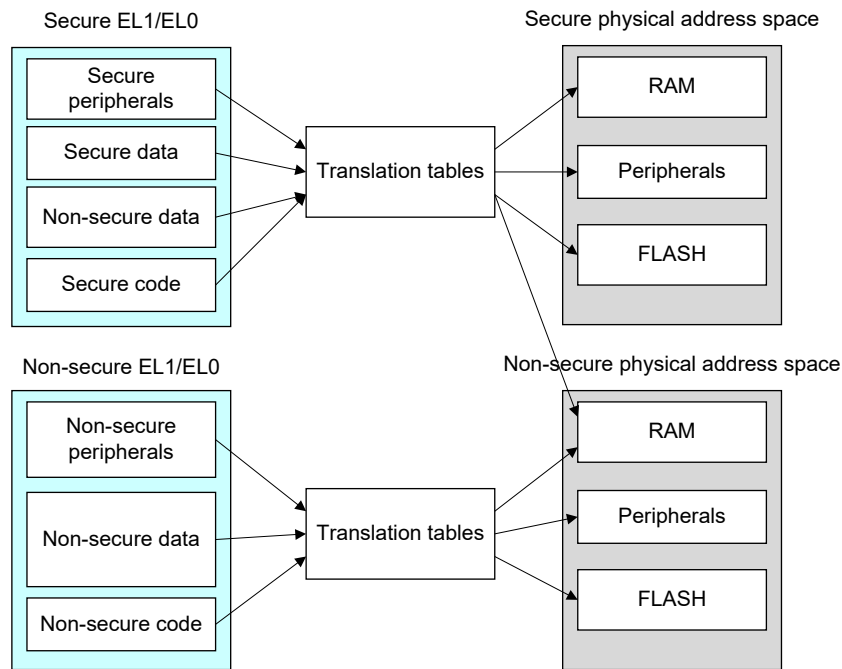 Secure EL1/EL0
Secure
peripherals
Secure data
Non-secure data
Secure code
Translation tables
Secure physical address space
RAM
Peripherals
FLASH
Non-secure EL1/EL0
Non-secure
peripherals
Non-secure data
Non-secure code
Translation tables
Non-secure physical address space
RAM
Peripherals
FLASH